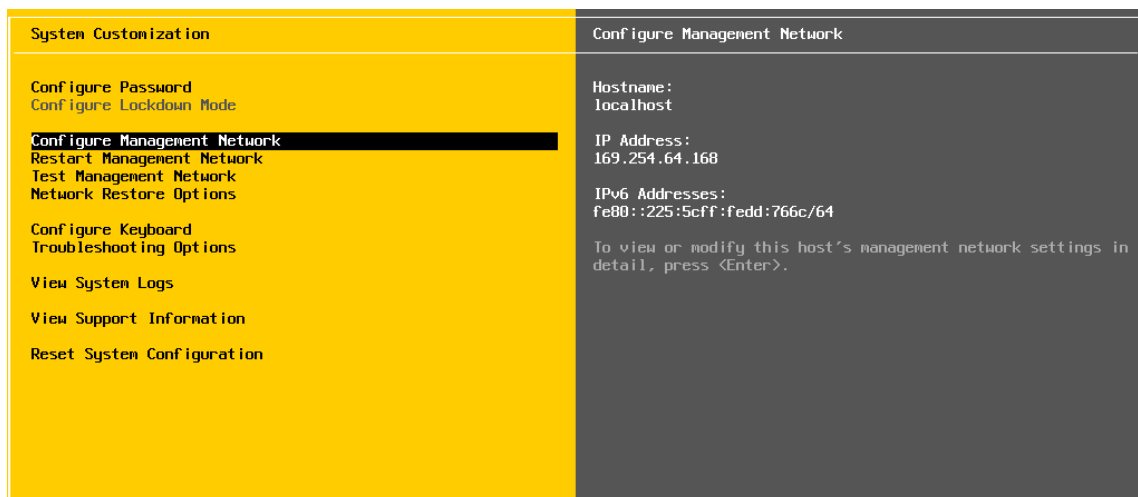 System Customization
Configure Password
Configure Lockdown Mode
Configure Management Network
Restart Management Network
Test Management Network
Network Restore Options
Configure Keyboard
Troubleshooting Options
View System Logs
View Support Information
Reset System Configuration
Configure Management Network
Hostname:
localhost
IP Address:
169.254.64.168
IPv6 Addresses:
fe80::225:5cff:fedd:766c/64
To view or modify this host's management network settings in
detail, press <Enter>.